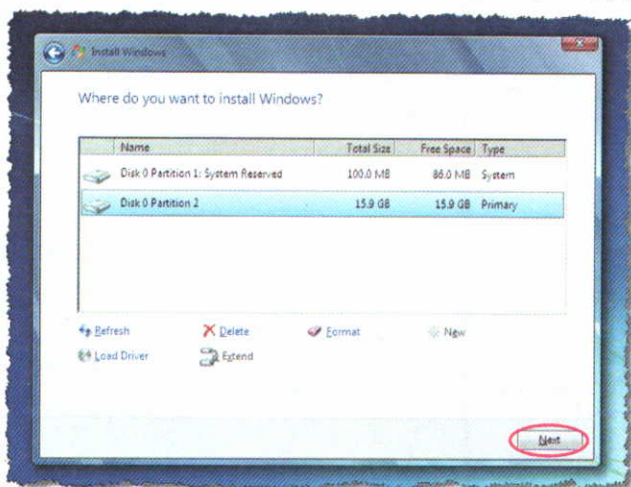 Install Windows
Where do you want to install Windows?
Name Total Size Free Space Type
Disk 0 Partition 1: System Reserved 100.0 MB 86.0 MB System
Disk 0 Partition 2 15.9 GB 15.9 GB Primary
Refresh Delete Format New
Load Driver Extend
Next